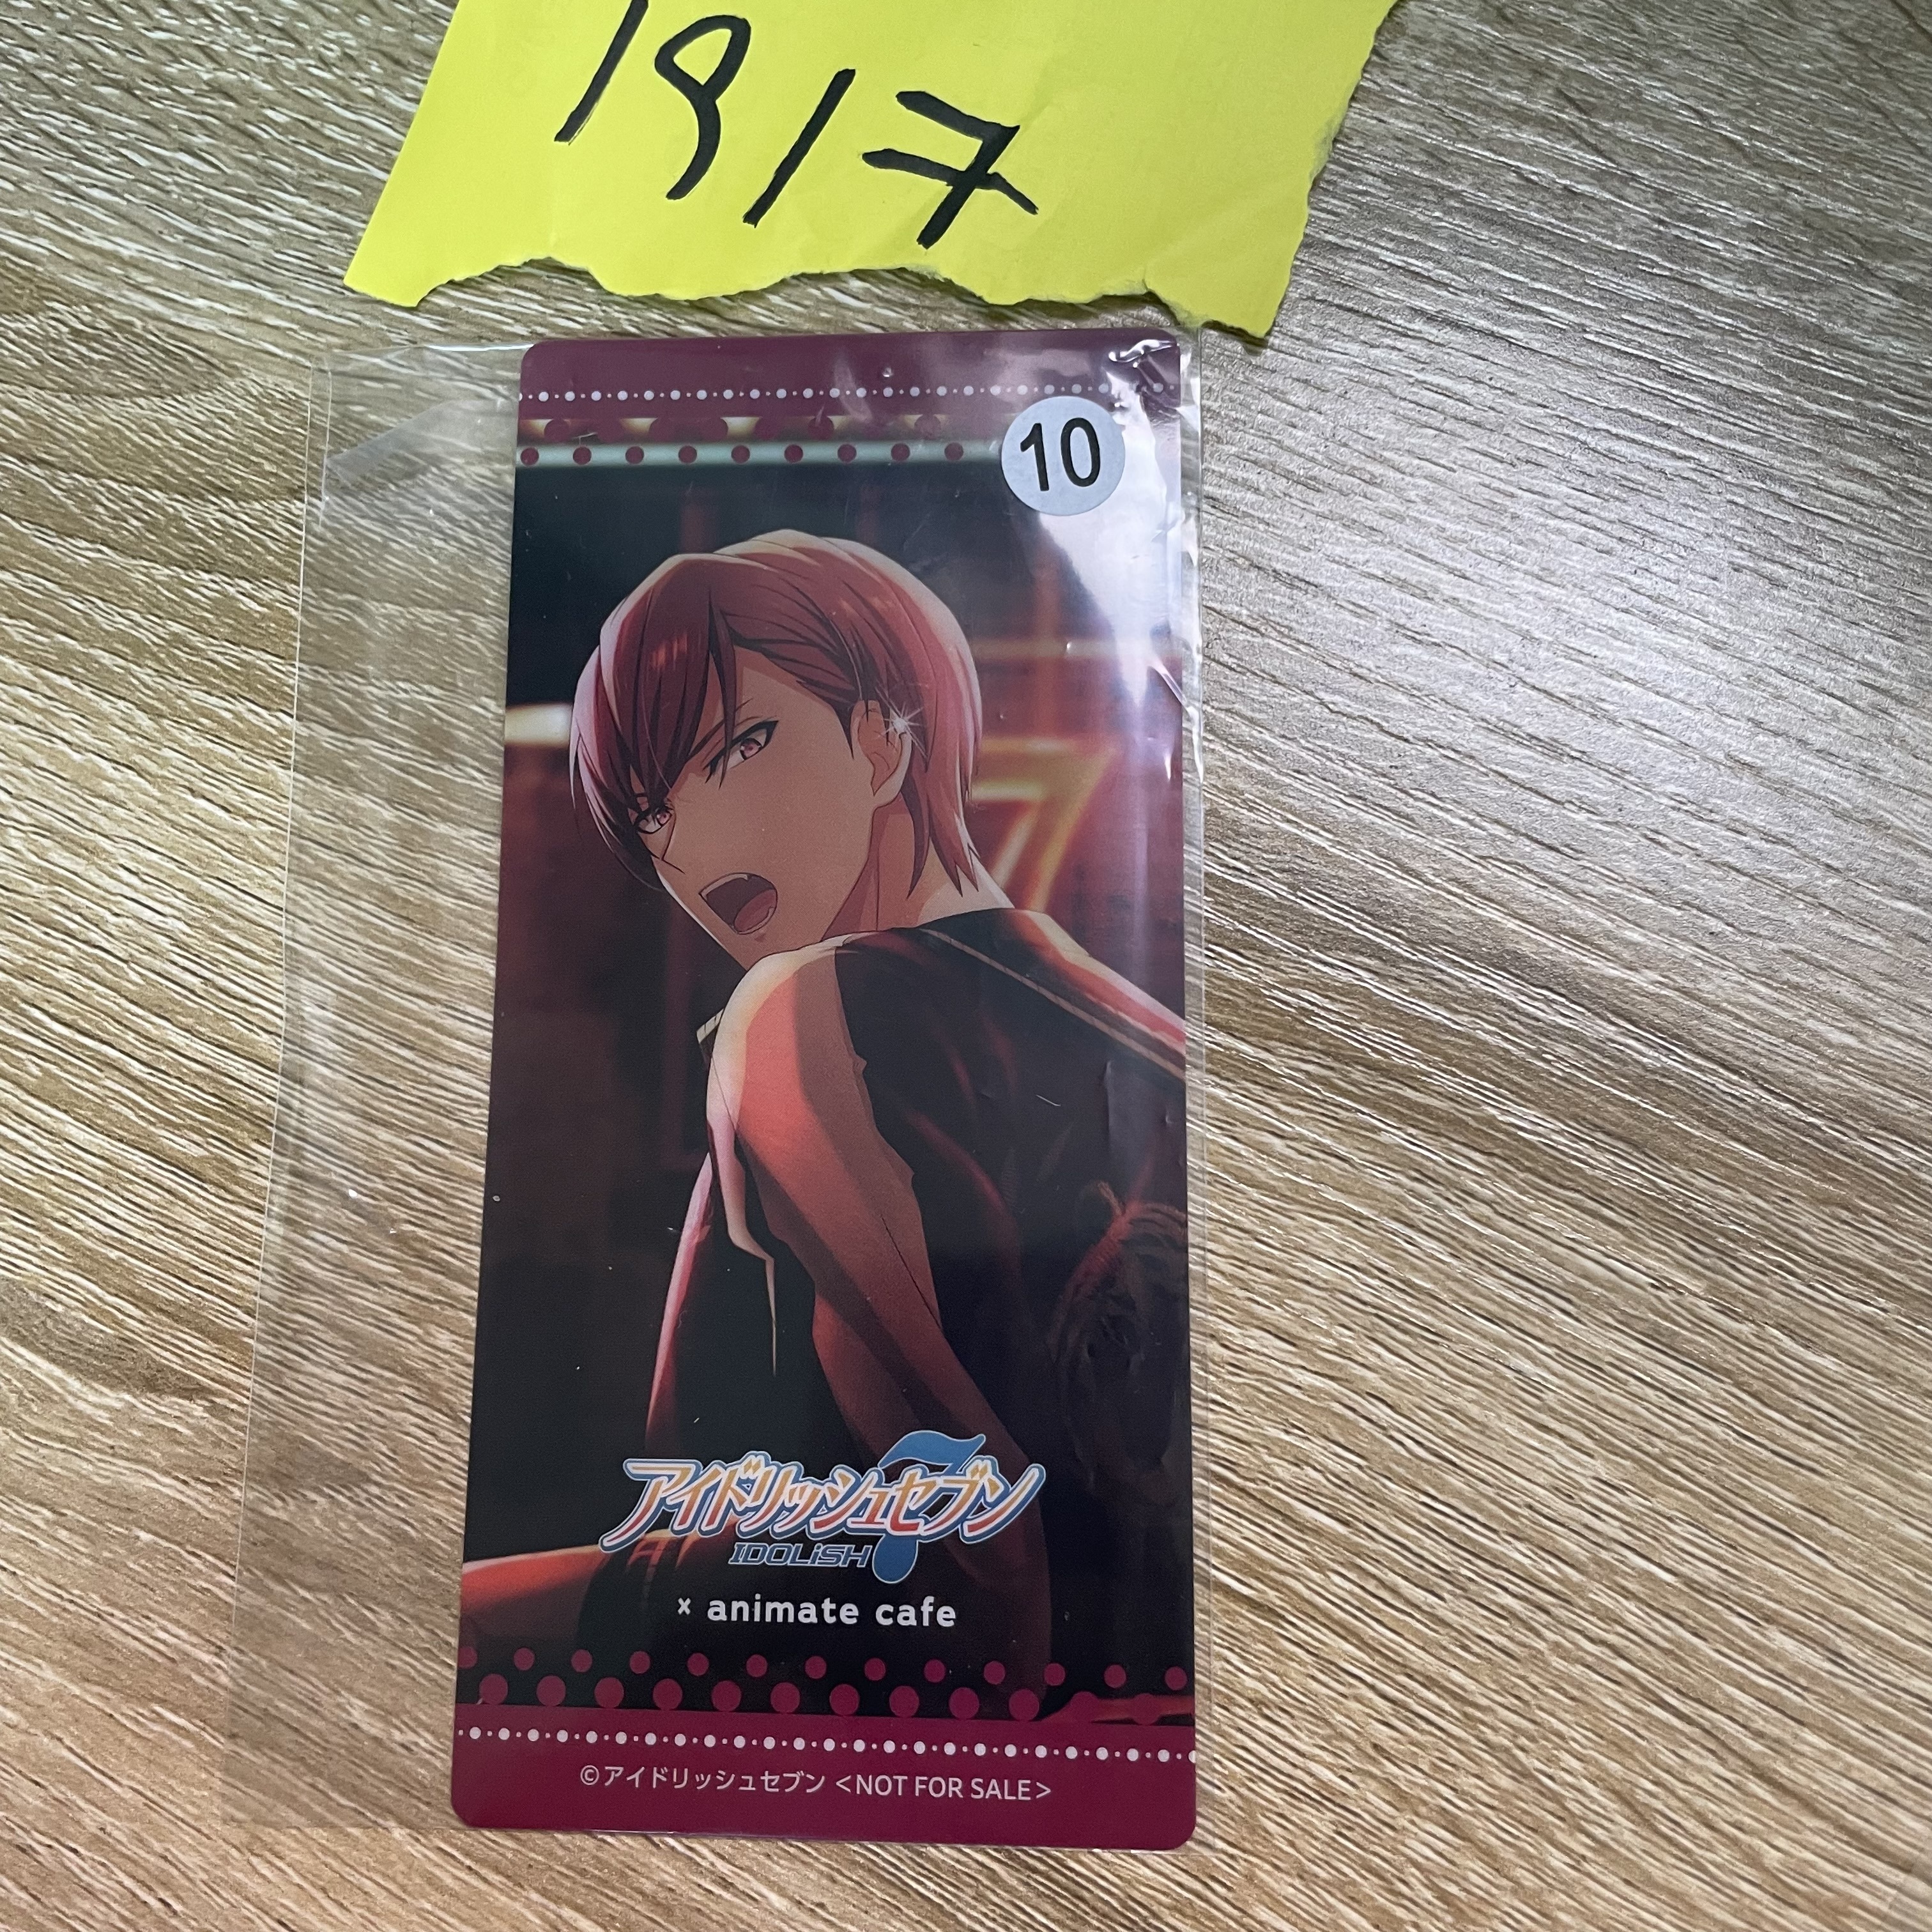 1917
10
7
アイドリッシュセブン
IDOLiSH7
× animate cafe
©アイドリッシュセブン <NOT FOR SALE>